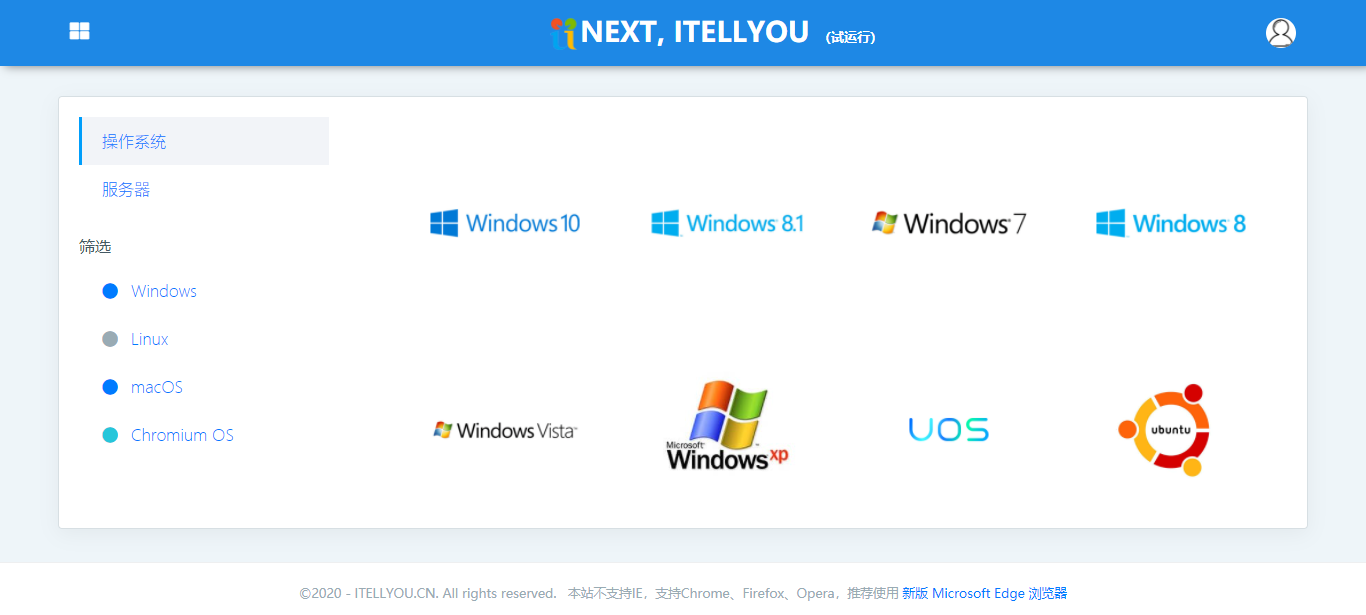 NEXT, ITELLYOU (试运行)
操作系统
服务器
筛选
Windows
Linux
macOS
Chromium OS
Windows 10
Windows 8.1
Windows 7
Windows 8
Windows Vista
Microsoft
Windows xp
UOS
ubuntu
©2020 - ITELLYOU.CN. All rights reserved. 本站不支持IE，支持Chrome、Firefox、Opera，推荐使用 新版 Microsoft Edge 浏览器